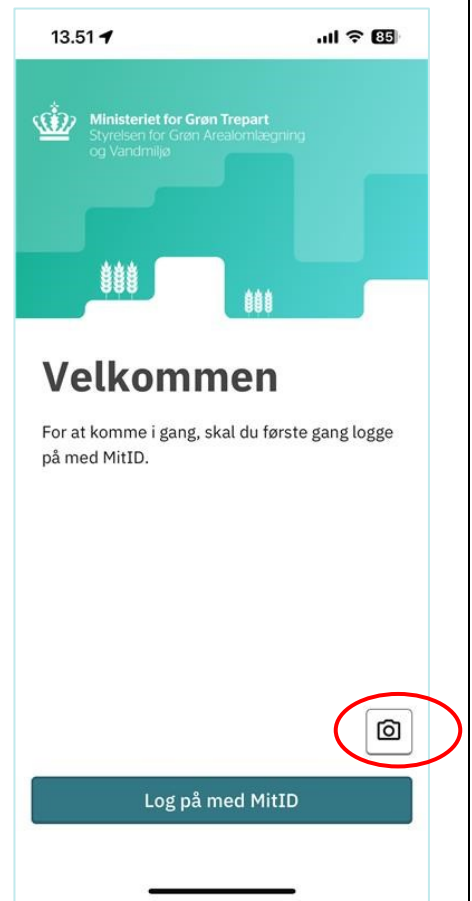 13.51
85
Ministeriet for Grøn Trepart
Styrelsen for Grøn Arealomlægning
og Vandmiljø
Velkommen
For at komme i gang, skal du første gang logge
på med MitID.
Log på med MitID